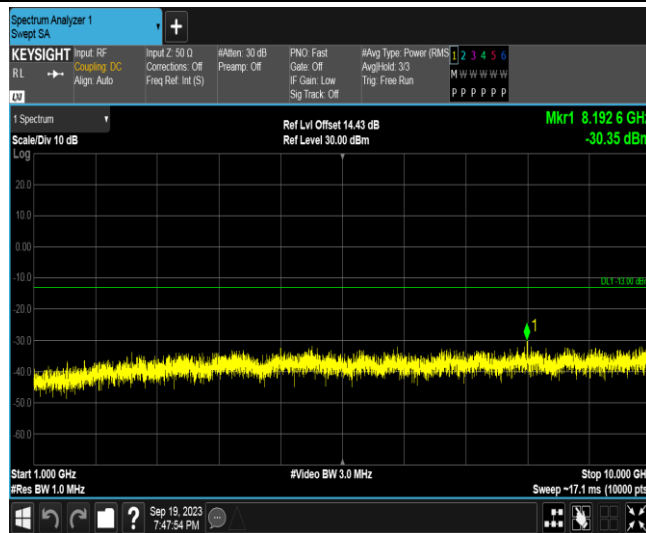 Spectrum Analyzer 1
Swept SA
+
KEYSIGHT
RL
LXI
Input: RF
Coupling: DC
Align: Auto
Input Z: 50 Ω
Corrections: Off
Freq Ref: Int (S)
#Atten: 30 dB
Preamp: Off
PNO: Fast
Gate: Off
IF Gain: Low
Sig Track: Off
#Avg Type: Power (RMS
Avg|Hold: 3/3
Trig: Free Run
1 2 3 4 5 6
M W W W W W
P P P P P P
1 Spectrum
Scale/Div 10 dB
Log
Ref Lvl Offset 14.43 dB
Ref Level 30.00 dBm
Mkr1 8.192 6 GHz
-30.35 dBm
20.0
10.0
0.00
-10.0
DL1 -13.00 dBm
-20.0
1
-30.0
-40.0
-50.0
-60.0
Start 1.000 GHz
#Video BW 3.0 MHz
Stop 10.000 GHz
#Res BW 1.0 MHz
Sweep ~17.1 ms (10000 pts)
?
Sep 19, 2023
7:47:54 PM